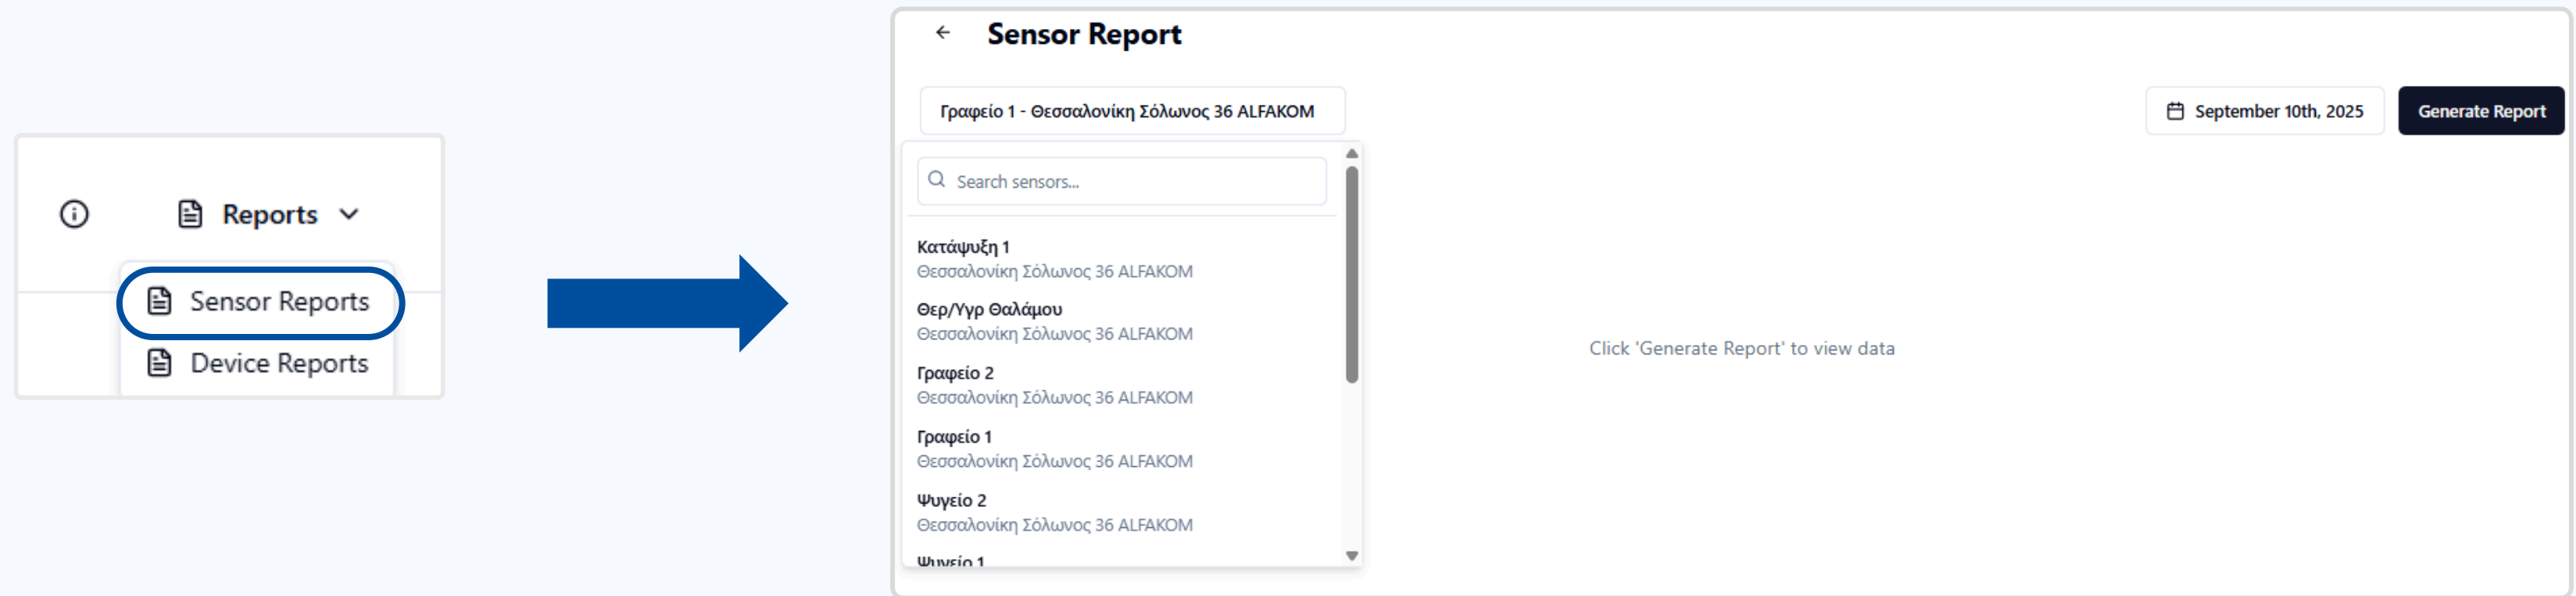 Reports
Sensor Reports
Device Reports
Sensor Report
Γραφείο 1 - Θεσσαλονίκη Σόλωνος 36 ALFAKOM
September 10th, 2025
Generate Report
Search sensors...
Κατάψυξη 1
Θεσσαλονίκη Σόλωνος 36 ALFAKOM
Θερ/Υγρ Θαλάμου
Θεσσαλονίκη Σόλωνος 36 ALFAKOM
Γραφείο 2
Θεσσαλονίκη Σόλωνος 36 ALFAKOM
Γραφείο 1
Θεσσαλονίκη Σόλωνος 36 ALFAKOM
Ψυγείο 2
Θεσσαλονίκη Σόλωνος 36 ALFAKOM
Ψυγείο 1
Click 'Generate Report' to view data